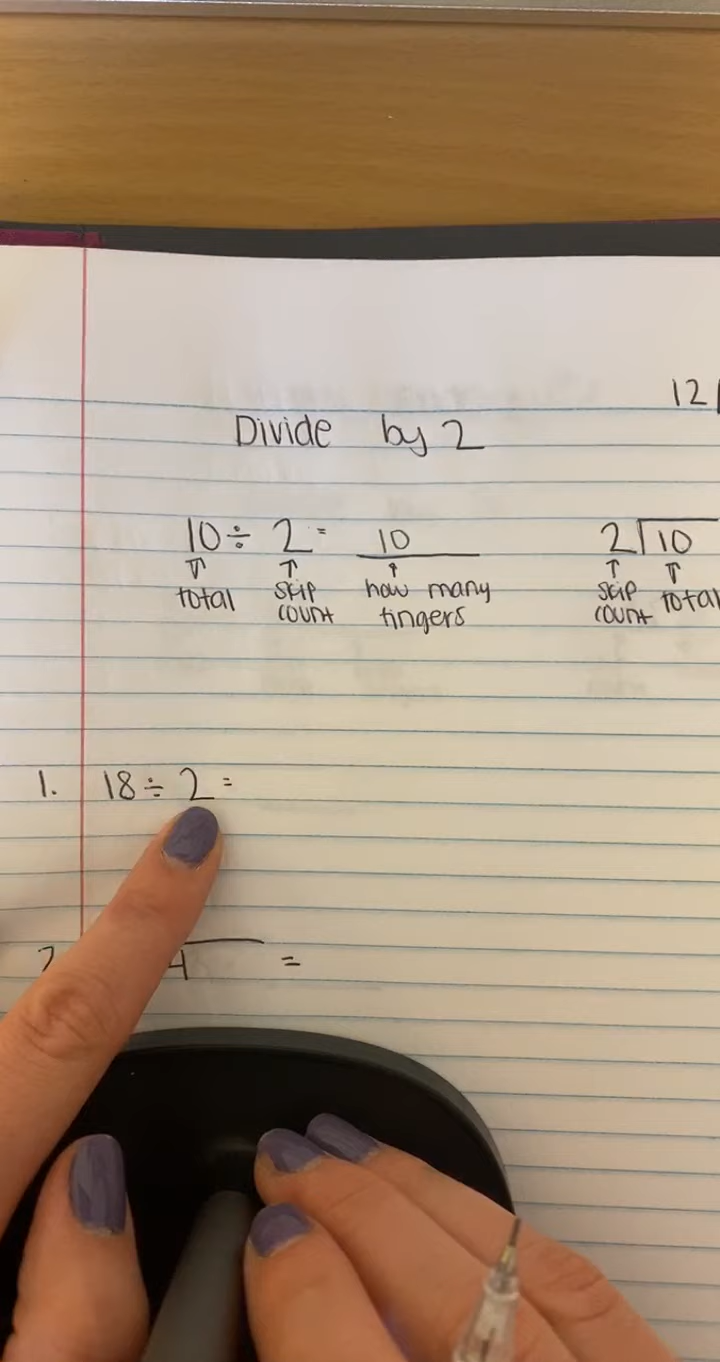 12
Divide by 2
10 ÷ 2 = 10
2 10
total
skip count
how many fingers
skip count
total
1. 18 ÷ 2 =
4 =